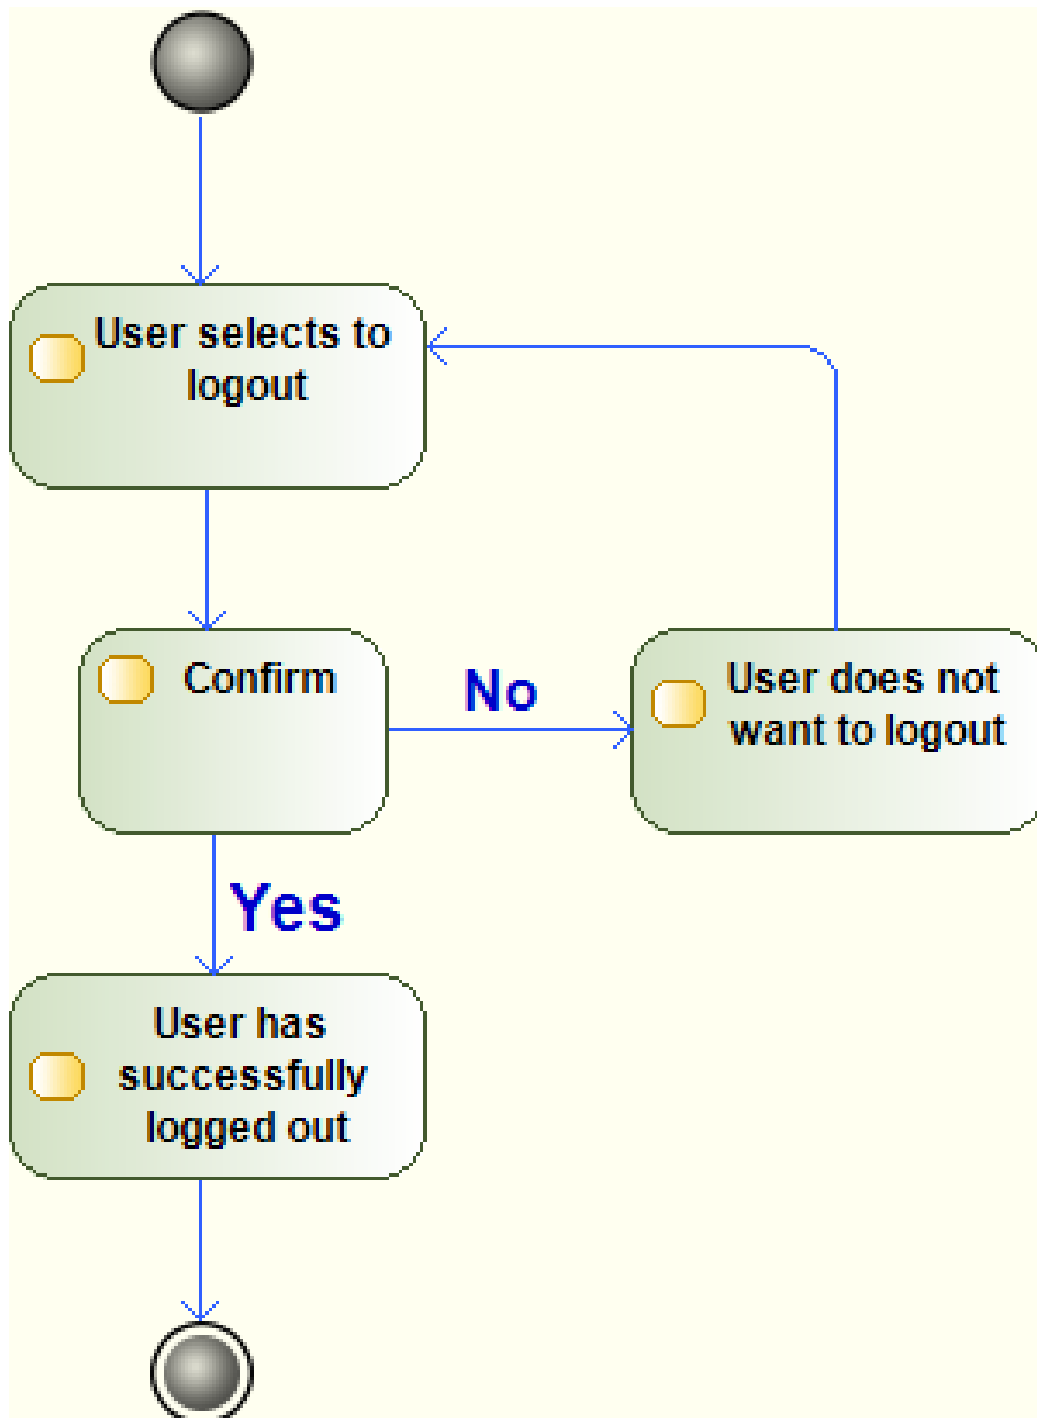 User selects to
logout
Confirm
No
User does not
want to logout
Yes
User has
successfully
logged out